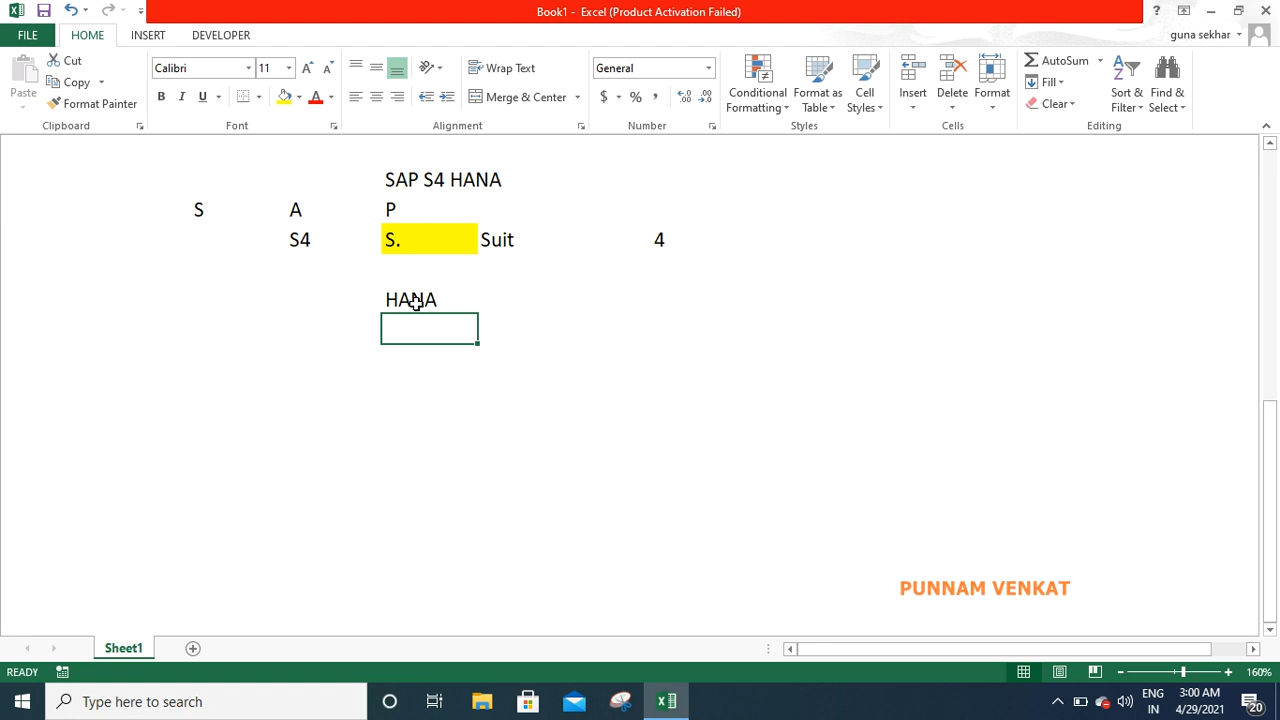 Book1 - Excel (Product Activation Failed)
FILE HOME INSERT DEVELOPER guna sekhar
Paste Cut Copy Format Painter Clipboard
Calibri 11 B I U Font
Wrap Text Merge & Center Alignment
General $ % , Number
Conditional Formatting Format as Table Cell Styles Styles
Insert Delete Format Cells
AutoSum Fill Clear Sort & Filter Find & Select Editing
SAP S4 HANA
S A P
S4 S. Suit 4
HANA
PUNNAM VENKAT
Sheet1
READY 160%
Type here to search
ENG IN
3:00 AM
4/29/2021
20